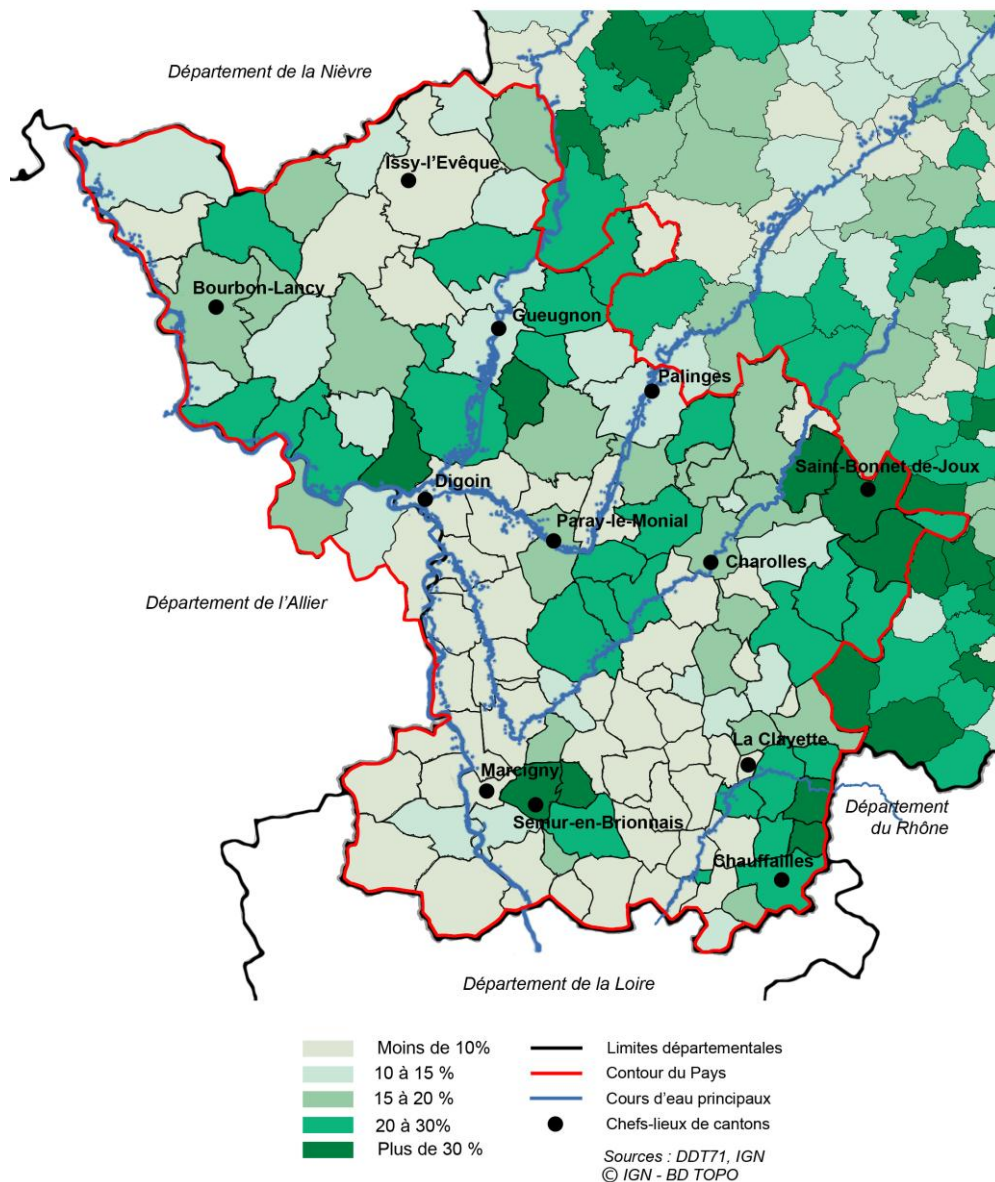 Département de la Nièvre
Issy-l'Evêque
Bourbon-Lancy
Gueugnon
Palinges
Saint-Bonnet-de-Joux
Digoin
Paray-le-Monial
Charolles
Département de l'Allier
La Clayette
Marcigny
Semur-en-Brionnais
Département
du Rhône
Chauffailles
Département de la Loire
Moins de 10%
10 à 15 %
15 à 20 %
20 à 30%
Plus de 30 %
Limites départementales
Contour du Pays
Cours d'eau principaux
Chefs-lieux de cantons
Sources : DDT71, IGN
© IGN - BD TOPO